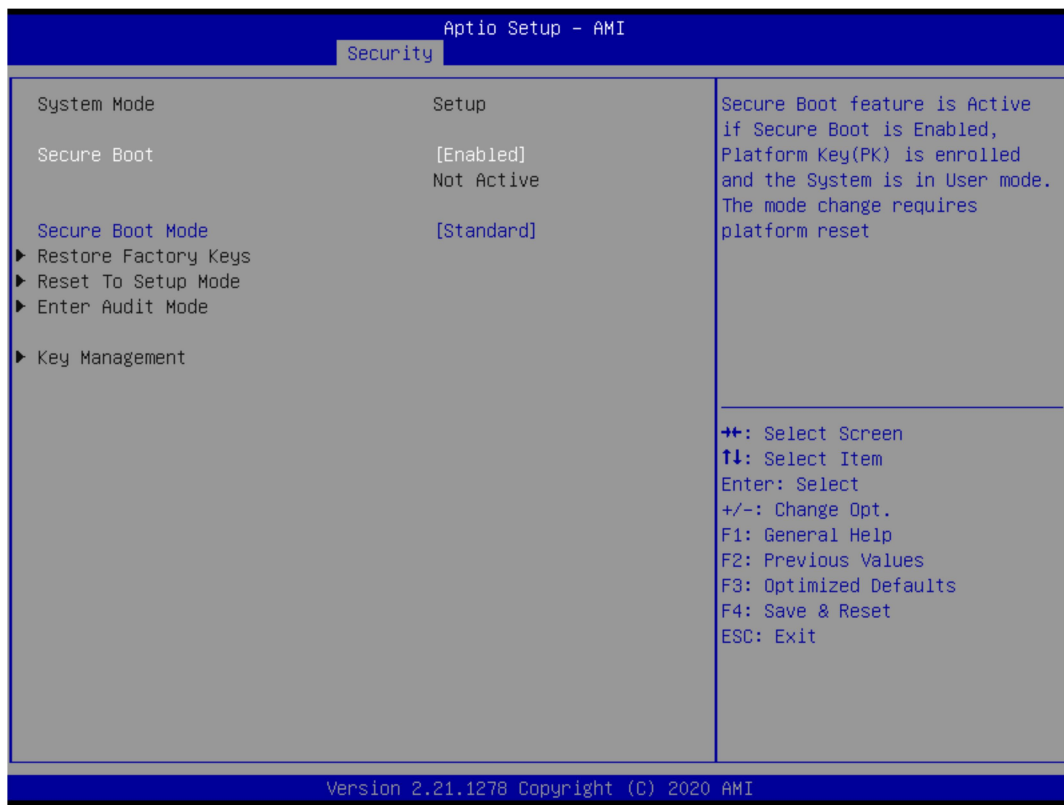 Aptio Setup – AMI
Security
System Mode Setup
Secure Boot [Enabled]
Not Active
Secure Boot Mode [Standard]
▶ Restore Factory Keys
▶ Reset To Setup Mode
▶ Enter Audit Mode
▶ Key Management
Secure Boot feature is Active
if Secure Boot is Enabled,
Platform Key(PK) is enrolled
and the System is in User mode.
The mode change requires
platform reset
→←: Select Screen
↑↓: Select Item
Enter: Select
+/-: Change Opt.
F1: General Help
F2: Previous Values
F3: Optimized Defaults
F4: Save & Reset
ESC: Exit
Version 2.21.1278 Copyright (C) 2020 AMI